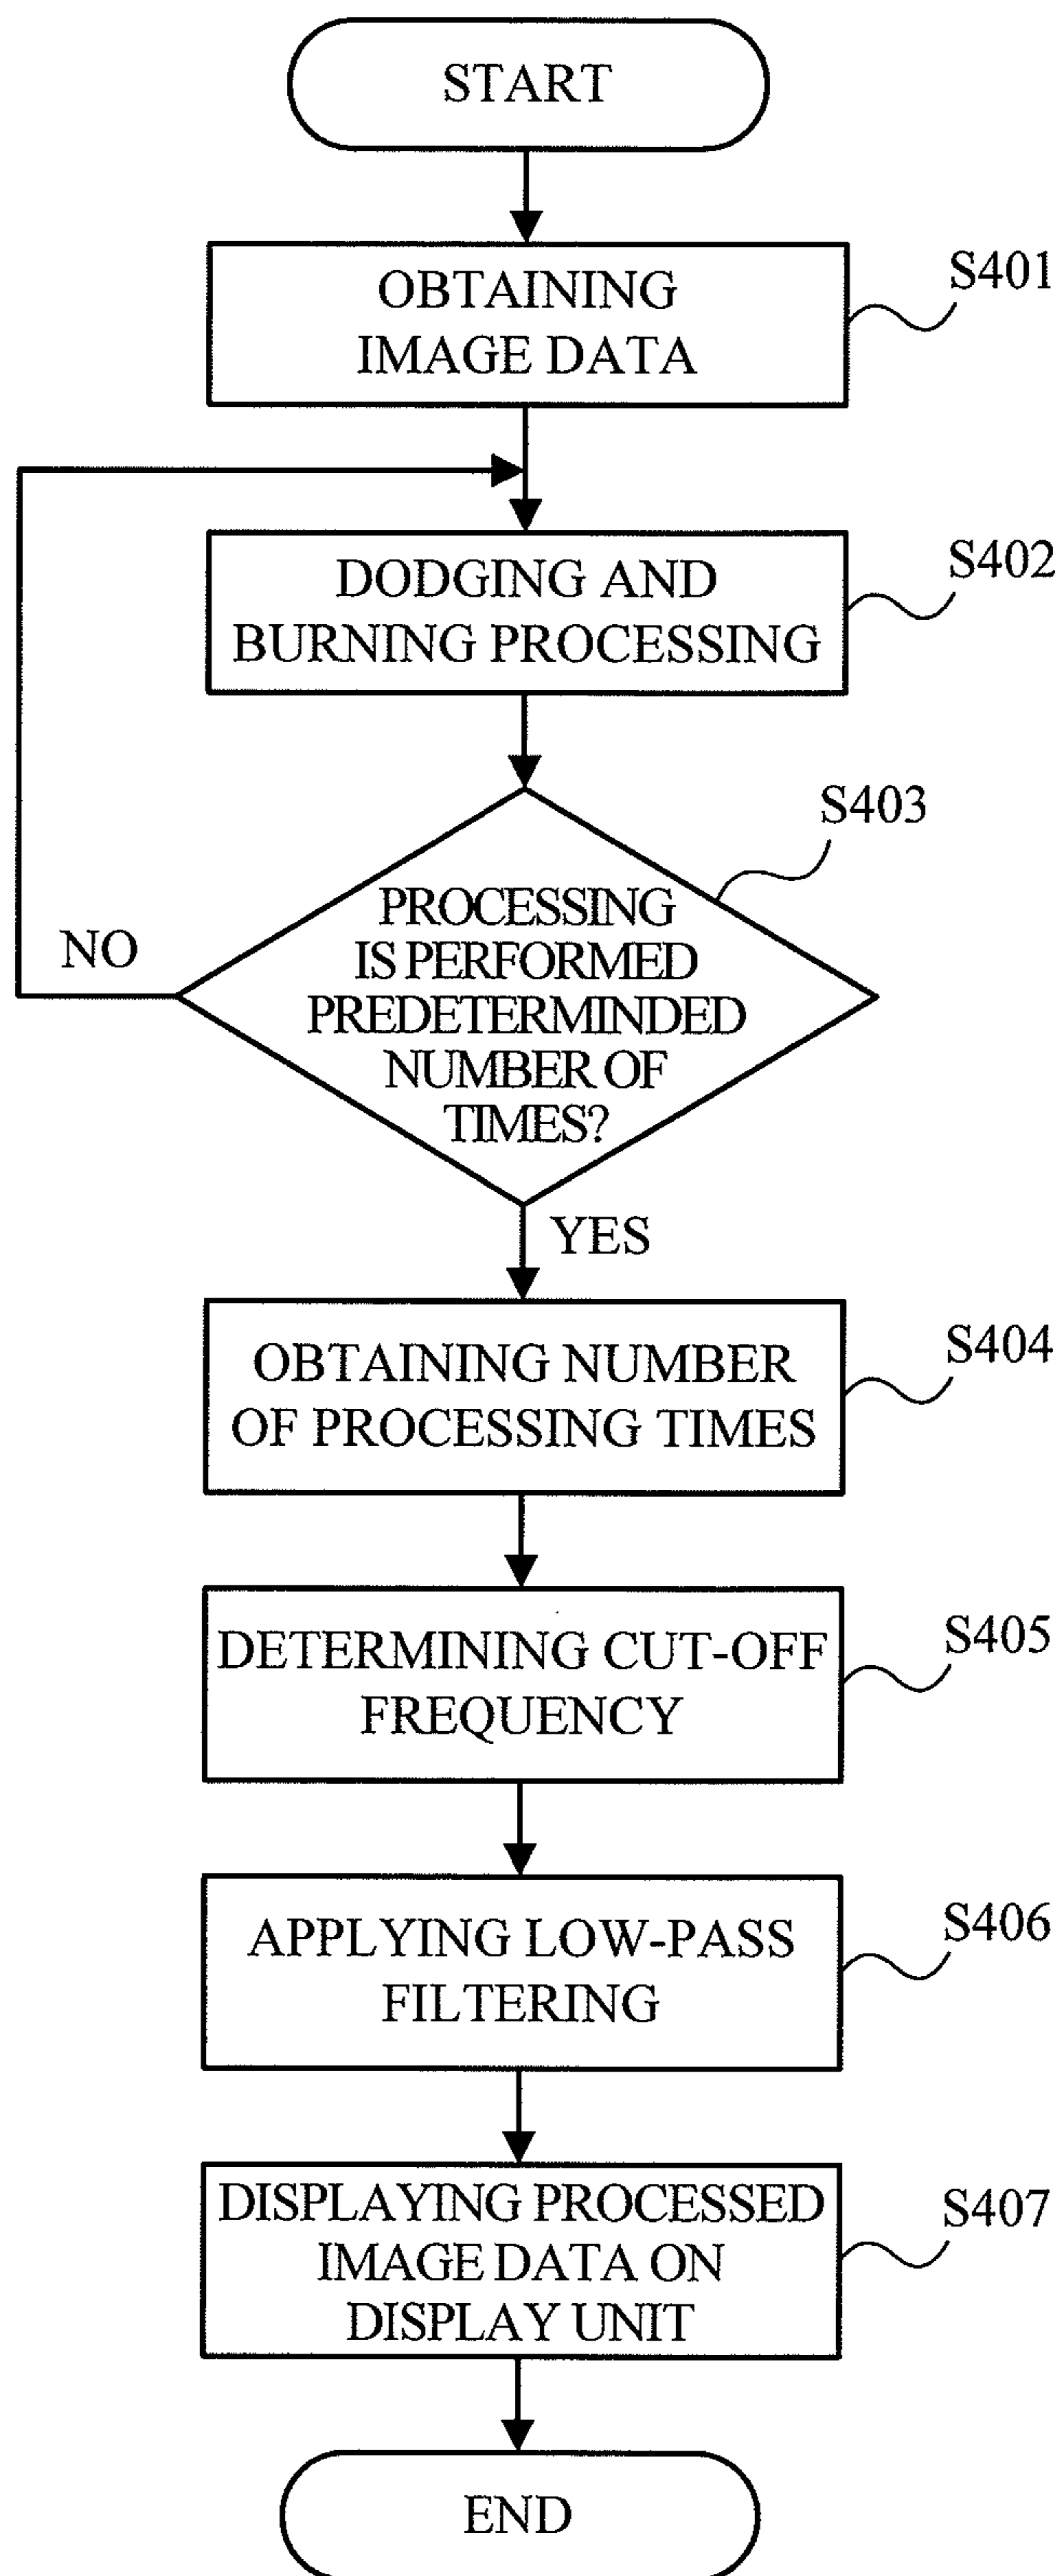 START
OBTAINING
IMAGE DATA
S401
DODGING AND
BURNING PROCESSING
S402
PROCESSING
IS PERFORMED
PREDETERMINDED
NUMBER OF
TIMES?
S403
NO
YES
OBTAINING NUMBER
OF PROCESSING TIMES
S404
DETERMINING CUT-OFF
FREQUENCY
S405
APPLYING LOW-PASS
FILTERING
S406
DISPLAYING PROCESSED
IMAGE DATA ON
DISPLAY UNIT
S407
END